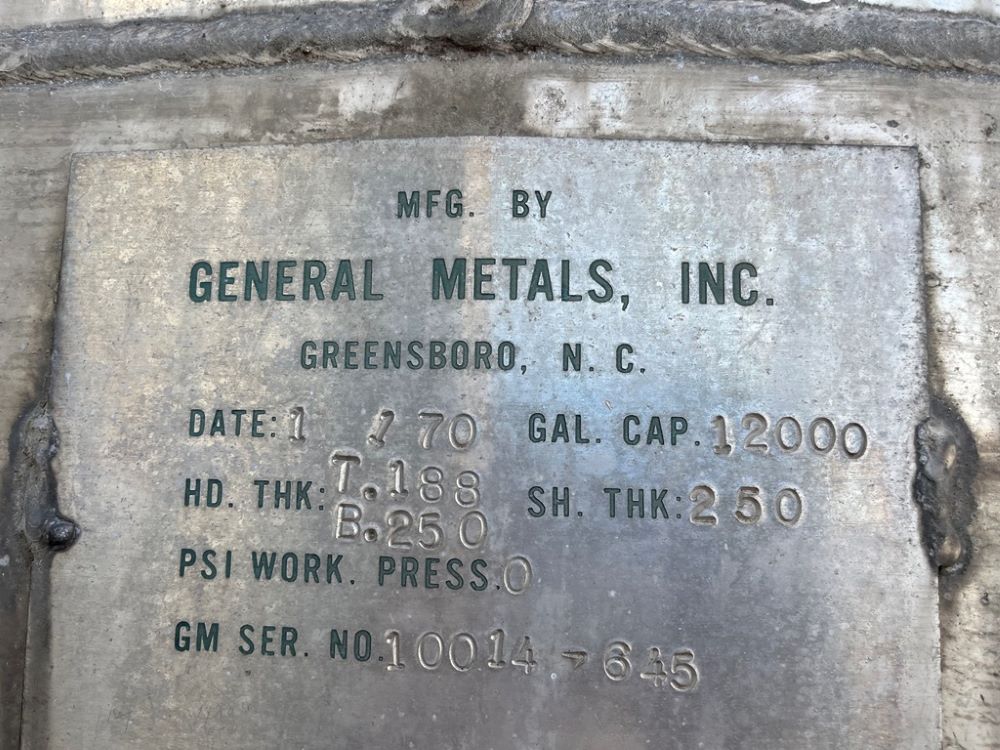 MFG. BY
GENERAL METALS, INC.
GREENSBORO, N. C.
DATE: 1 / 70 GAL. CAP. 12000
HD. THK: T. .188 SH. THK: 250
B. .250
PSI WORK. PRESS. 0
GM SER. NO. 10014-645